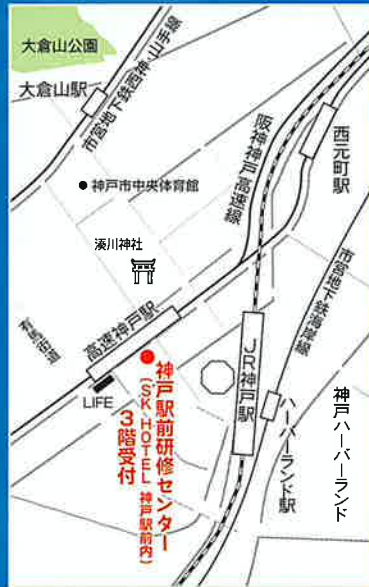 大倉山公園
大倉山駅
市営地下鉄西神・山手線
阪神神戸高速線
西元町駅
神戸市中央体育館
湊川神社
市営地下鉄海岸線
有馬街道
高速神戸駅
JR神戸駅
LIFE
神戸駅前研修センター
(SK HOTEL 神戸駅前内)
3階受付
ハーバーランド駅
神戸ハーバーランド